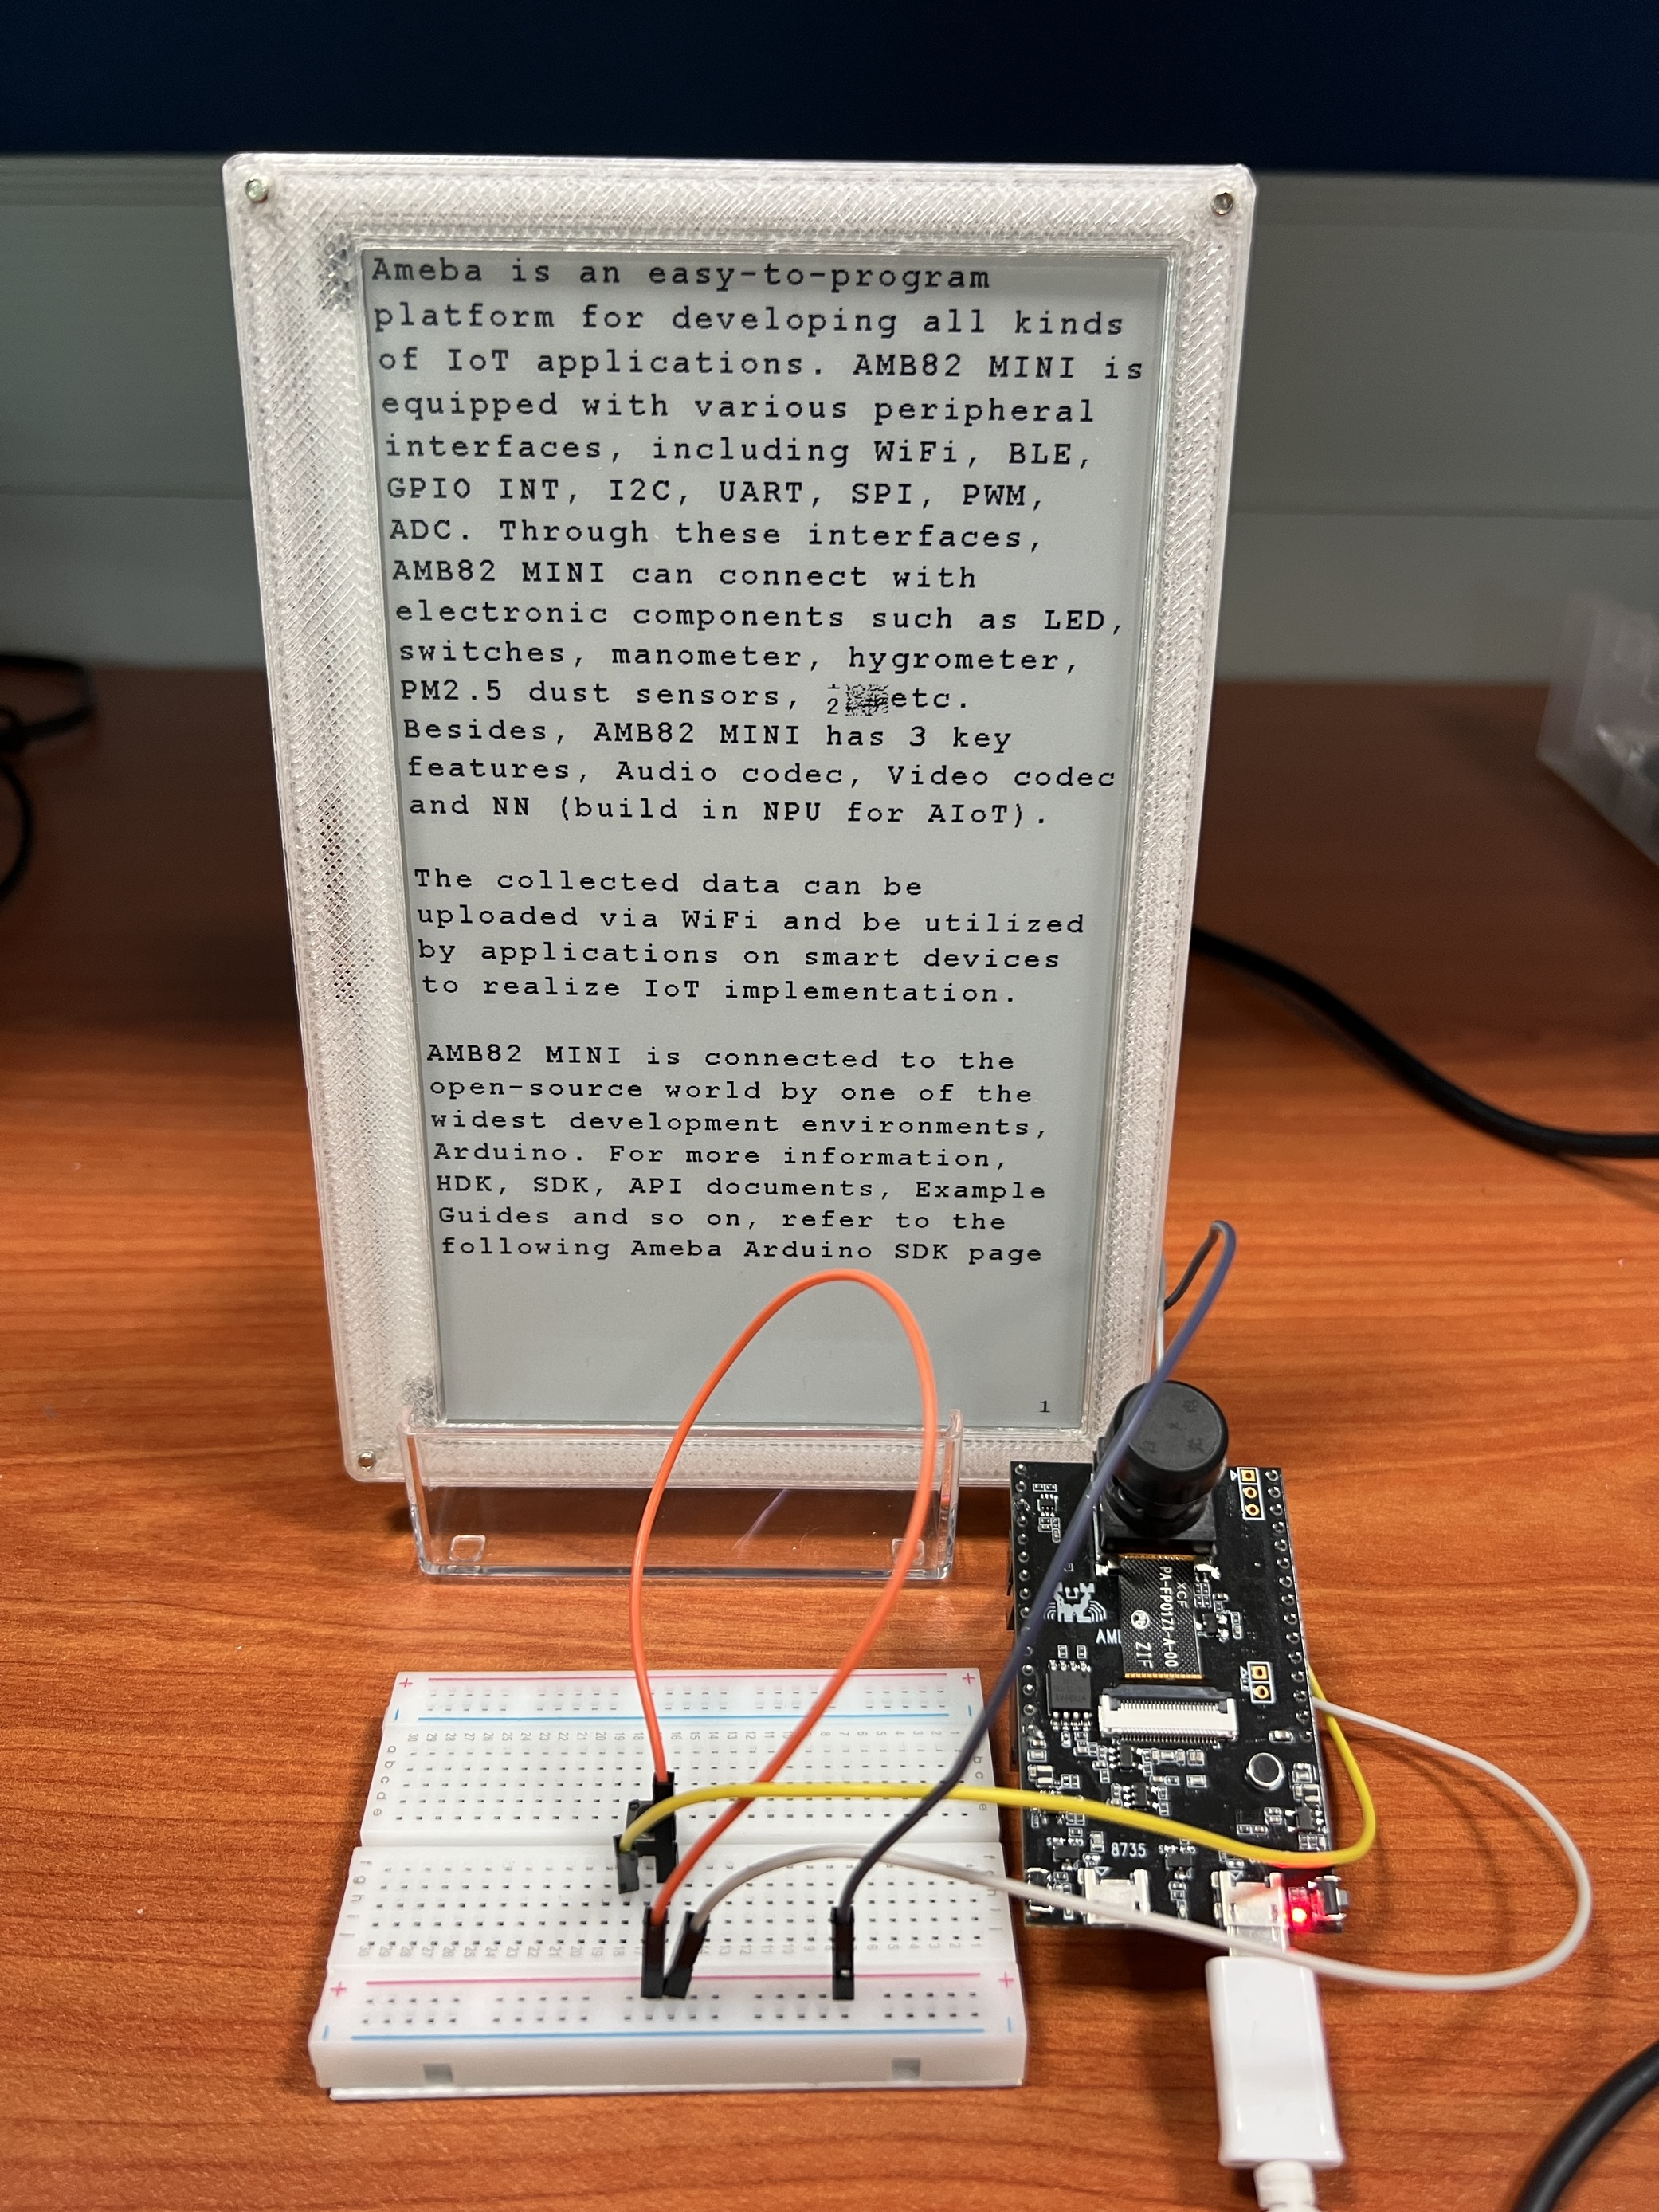 Ameba is an easy-to-program
platform for developing all kinds
of IoT applications. AMB82 MINI is
equipped with various peripheral
interfaces, including WiFi, BLE,
GPIO INT, I2C, UART, SPI, PWM,
ADC. Through these interfaces,
AMB82 MINI can connect with
electronic components such as LED,
switches, manometer, hygrometer,
PM2.5 dust sensors, etc.
Besides, AMB82 MINI has 3 key
features, Audio codec, Video codec
and NN (build in NPU for AIoT).
The collected data can be
uploaded via WiFi and be utilized
by applications on smart devices
to realize IoT implementation.
AMB82 MINI is connected to the
open-source world by one of the
widest development environments,
Arduino. For more information,
HDK, SDK, API documents, Example
Guides and so on, refer to the
following Ameba Arduino SDK page
1
XCF
PA-FP0171-A-00
ZIF
8735